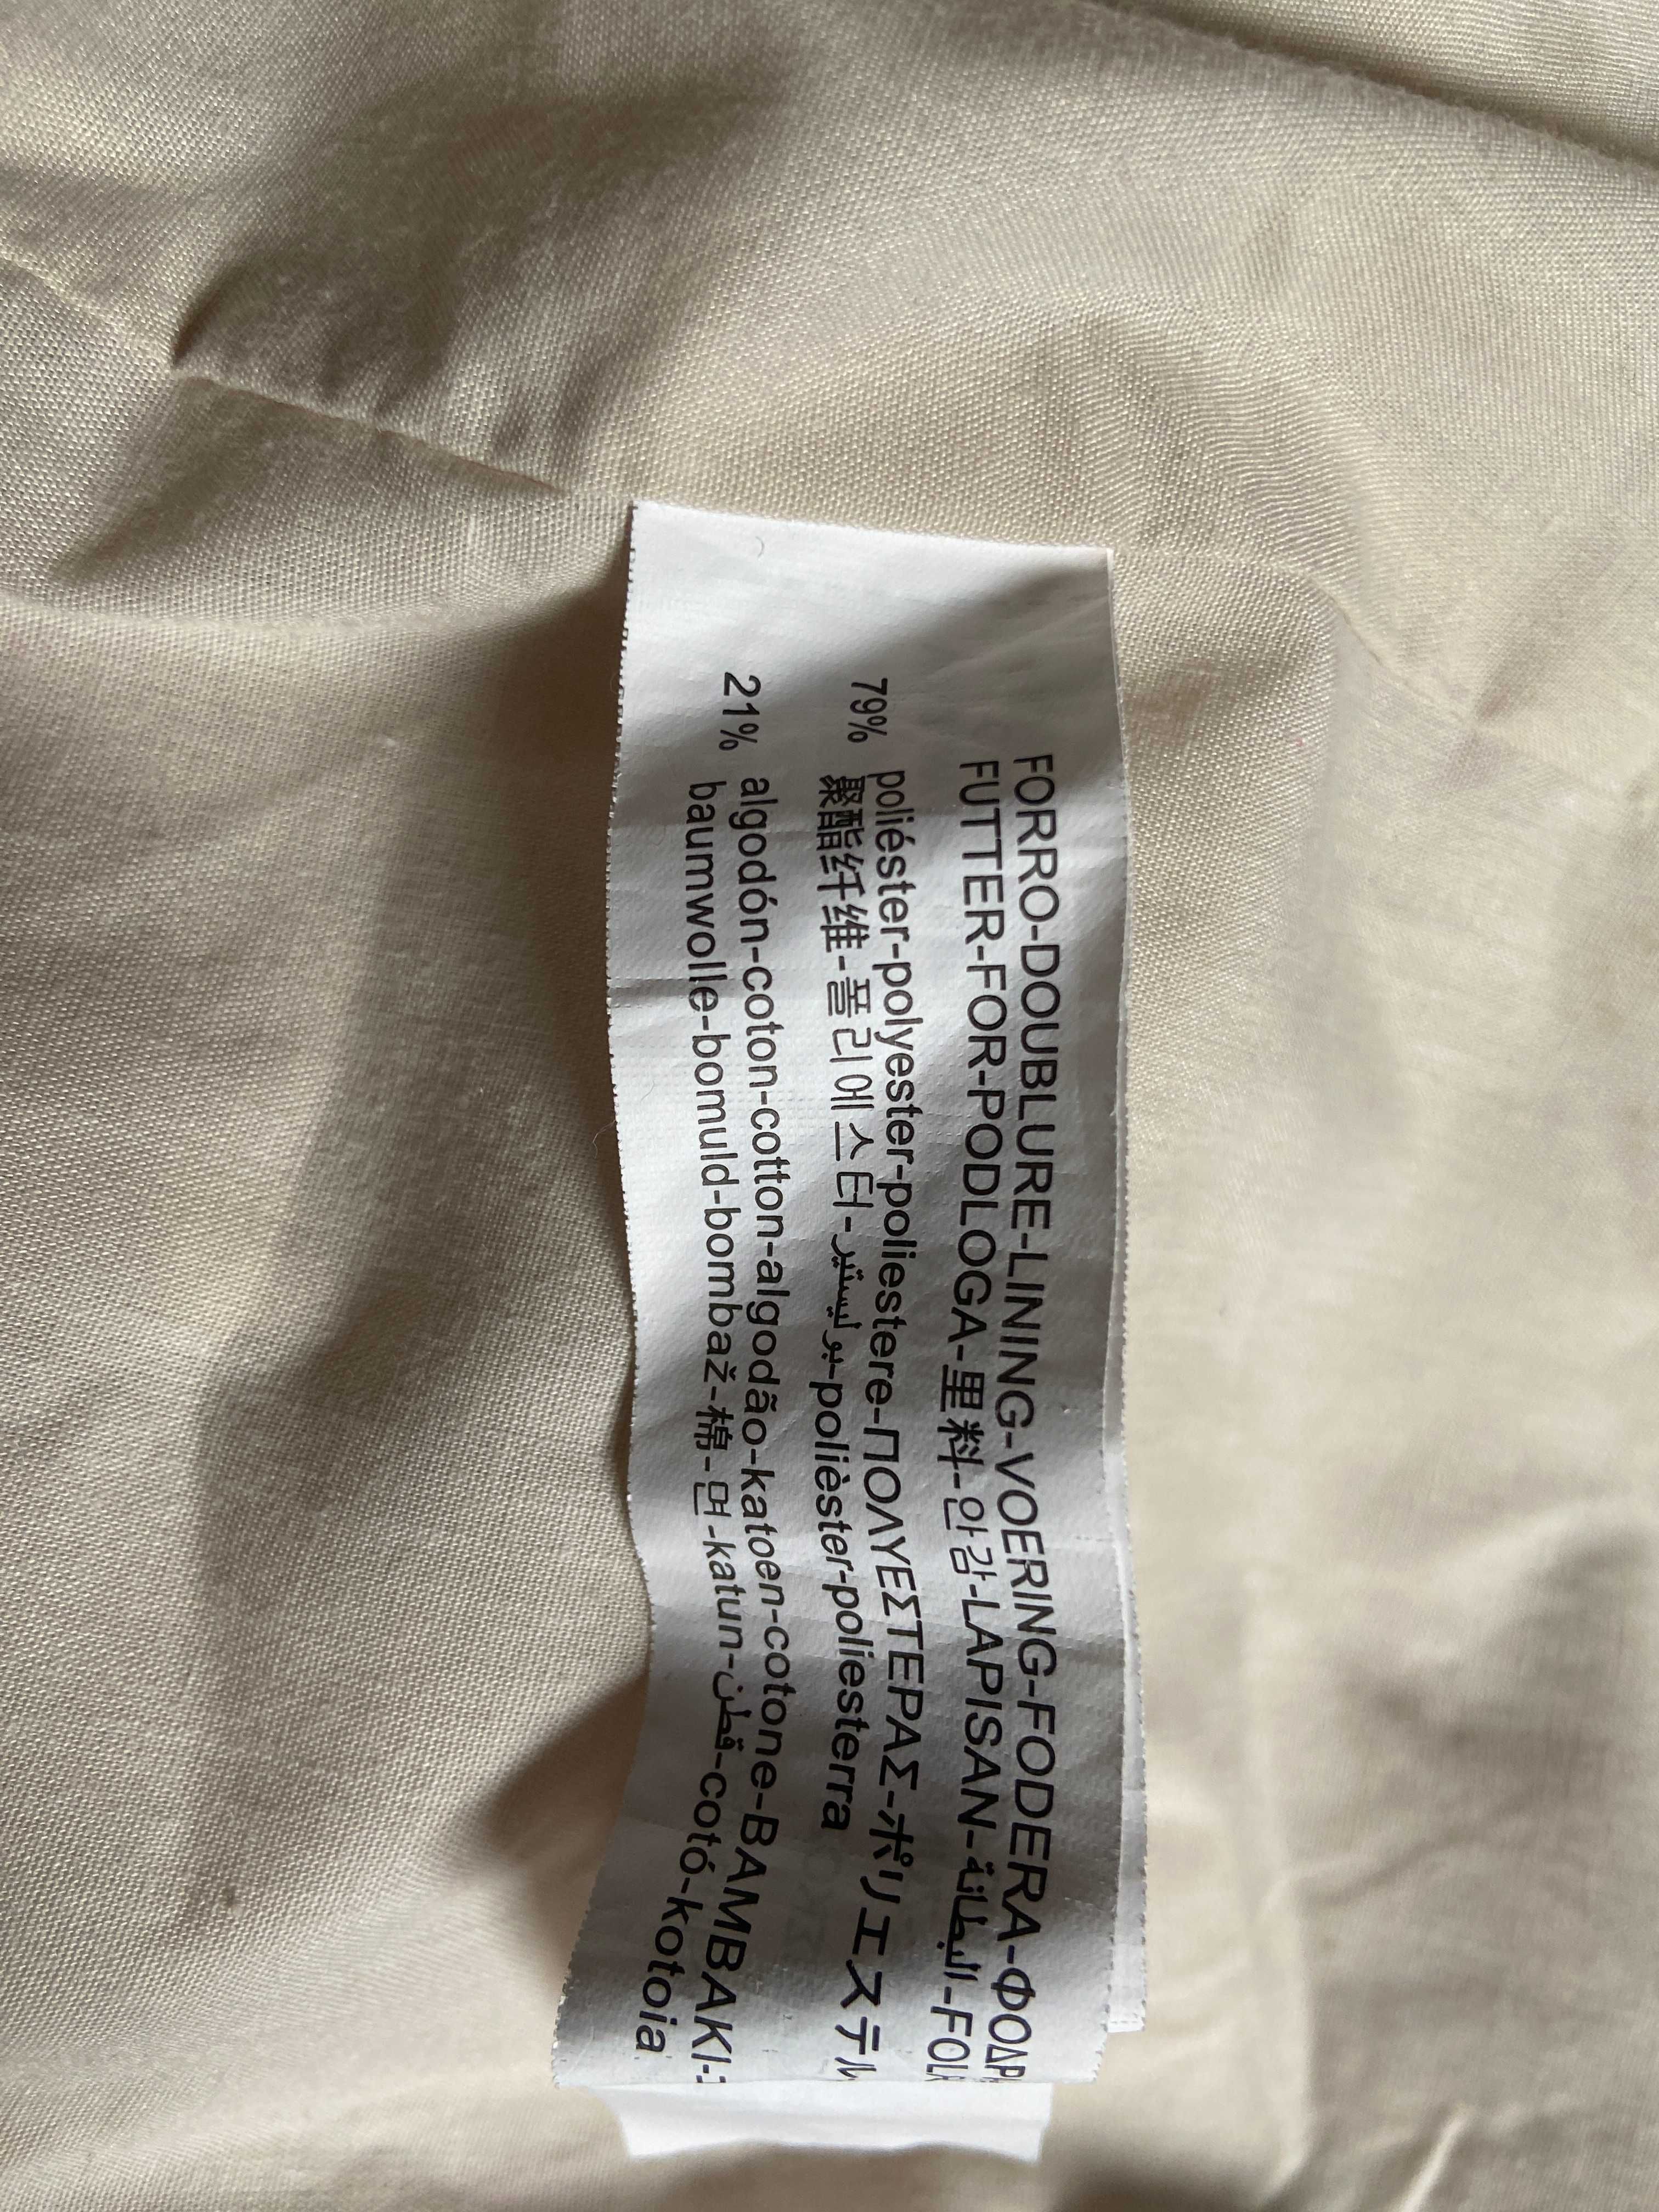 FORRO-DOUBLURE-LINING-VOERING-FODERA-ΦΟΔΡ
FUTTER-FOR-PODLOGA-里料-안감-LAPISAN-البطانة-FOL
79% poliéster-polyester-poliestere-ΠΟΛΥΕΣΤΕΡΑΣ-ポリエステル
聚酯纤维-폴리에스터-بوليستير-polièster-poliesterra
21% algodón-coton-cotton-algodão-katoen-cotone-BAMBAKI-
baumwolle-bomuld-bombaž-棉-면-katun-قطن-cotó-kotoia